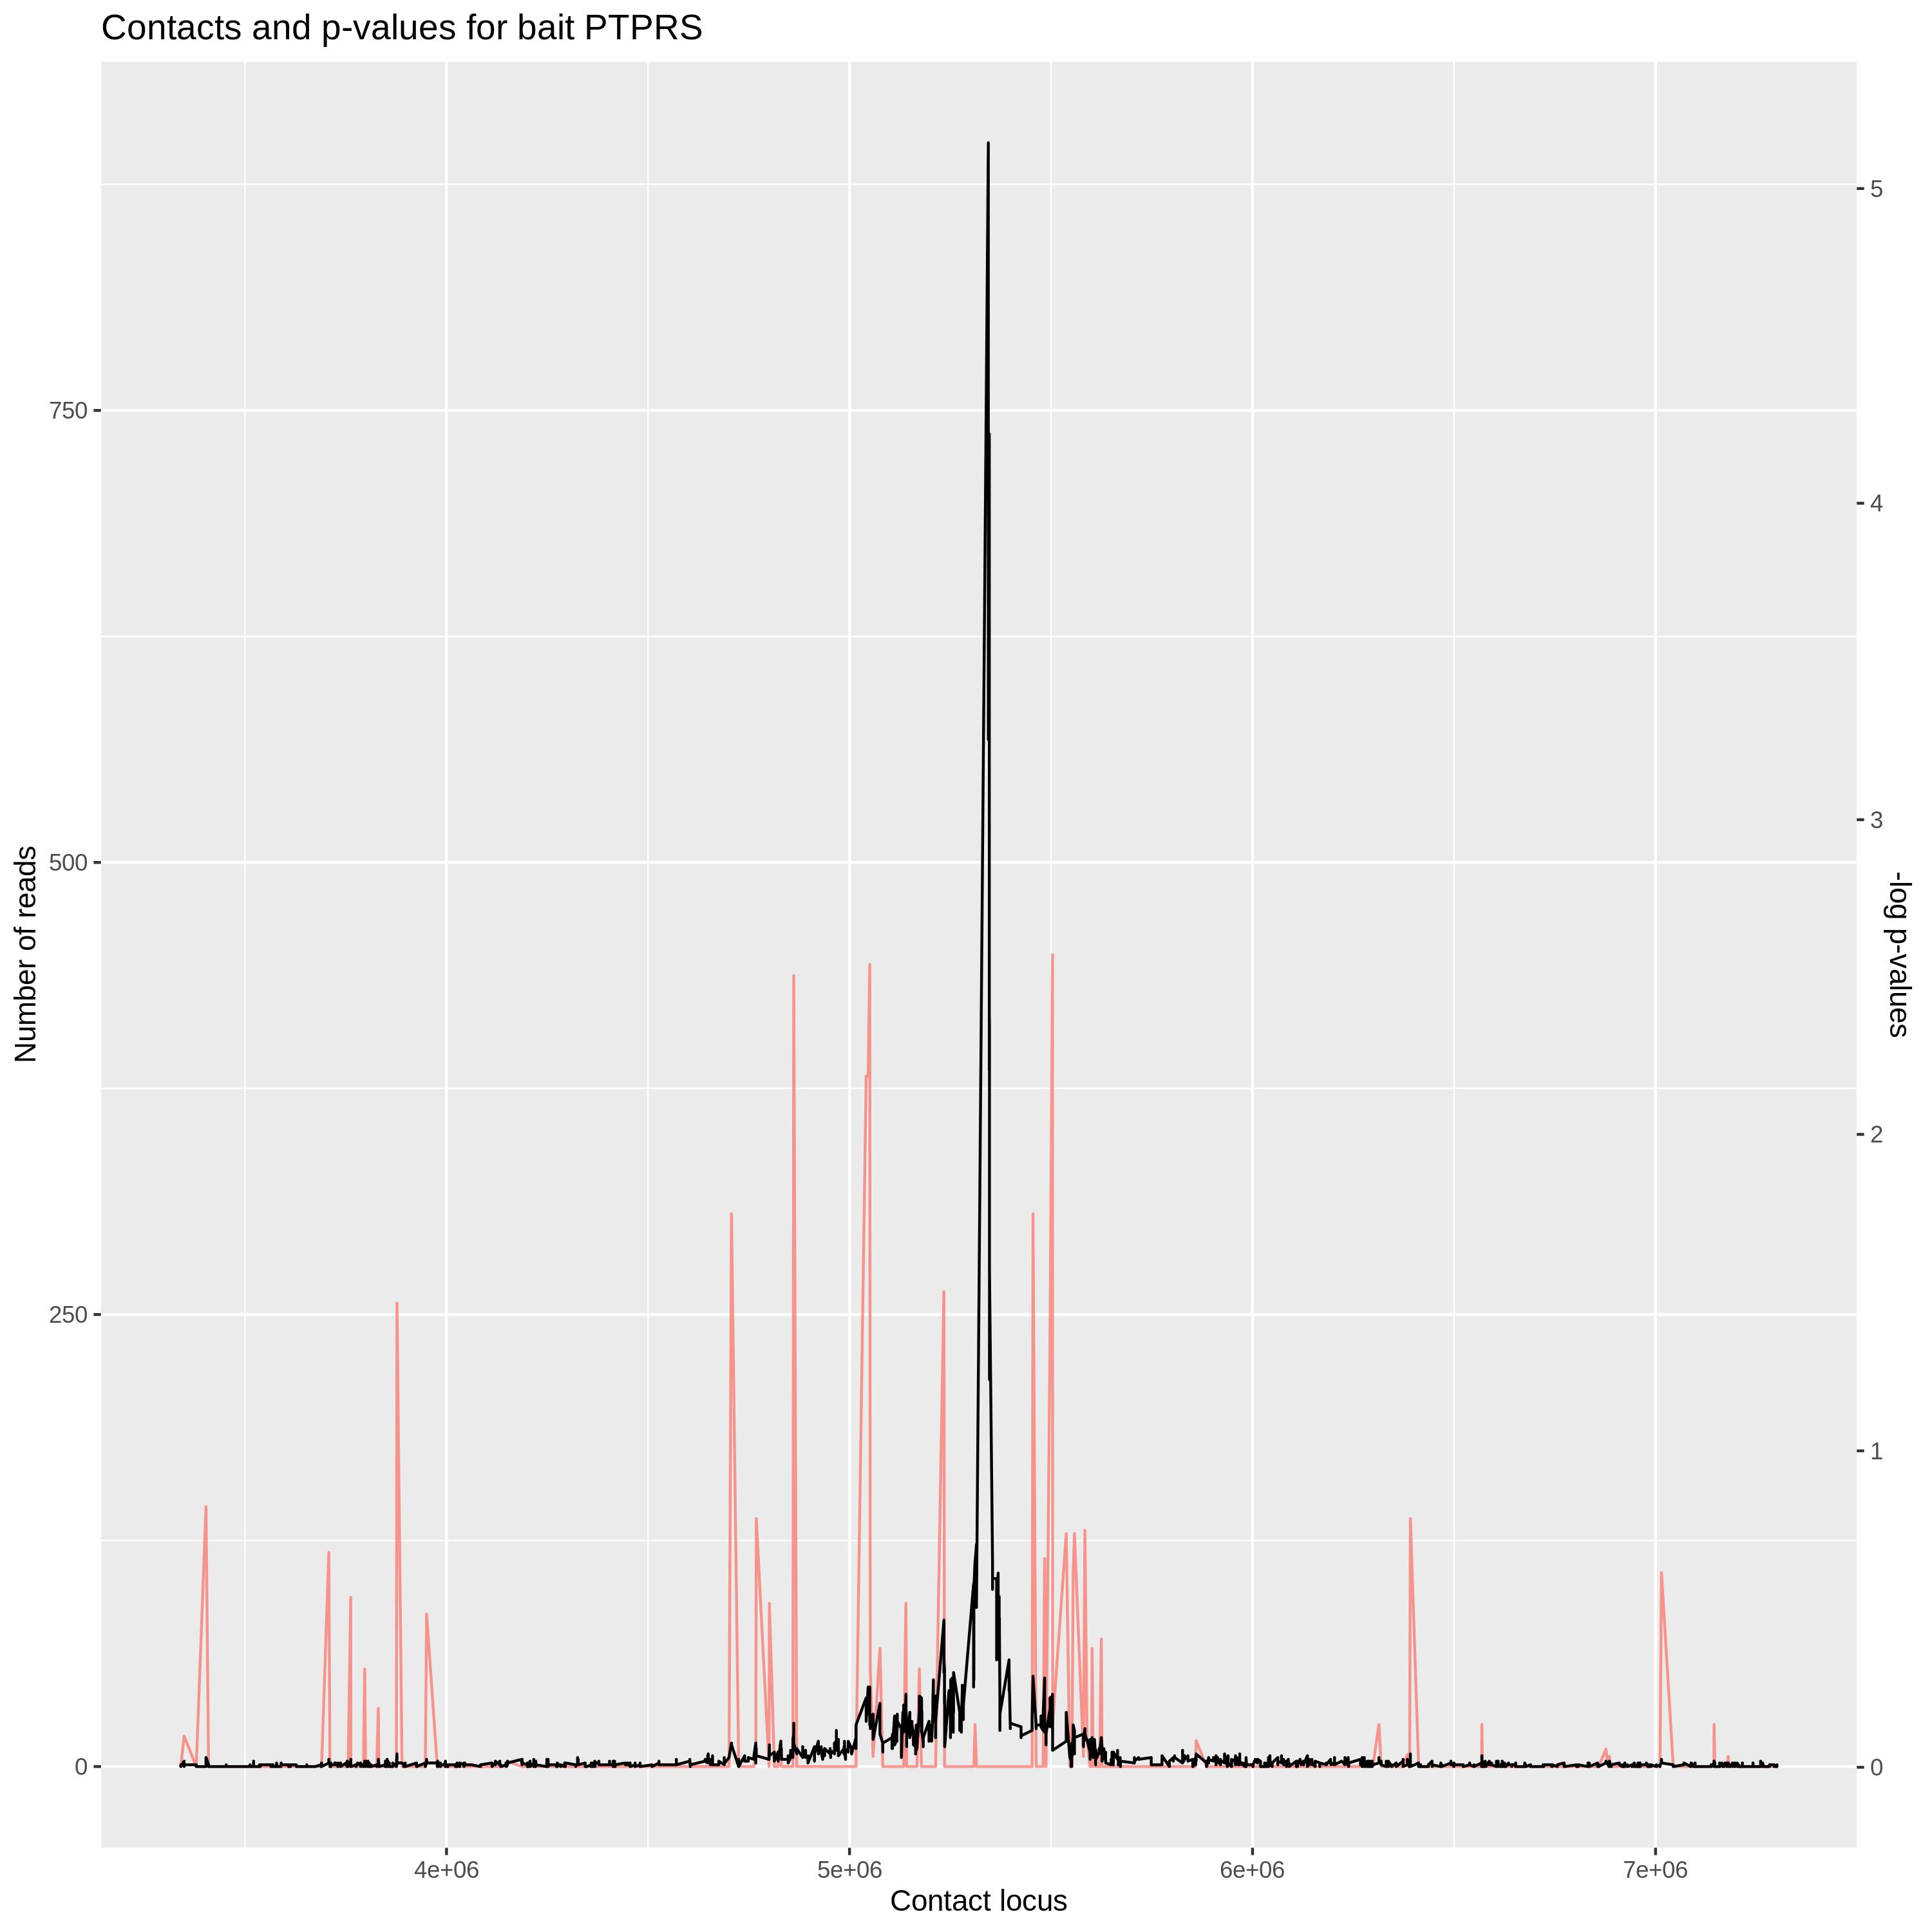 Contacts and p-values for bait PTPRS
Number of reads
750
500
250
0
5
4
3
2
1
0
-log p-values
4e+06
5e+06
6e+06
7e+06
Contact locus